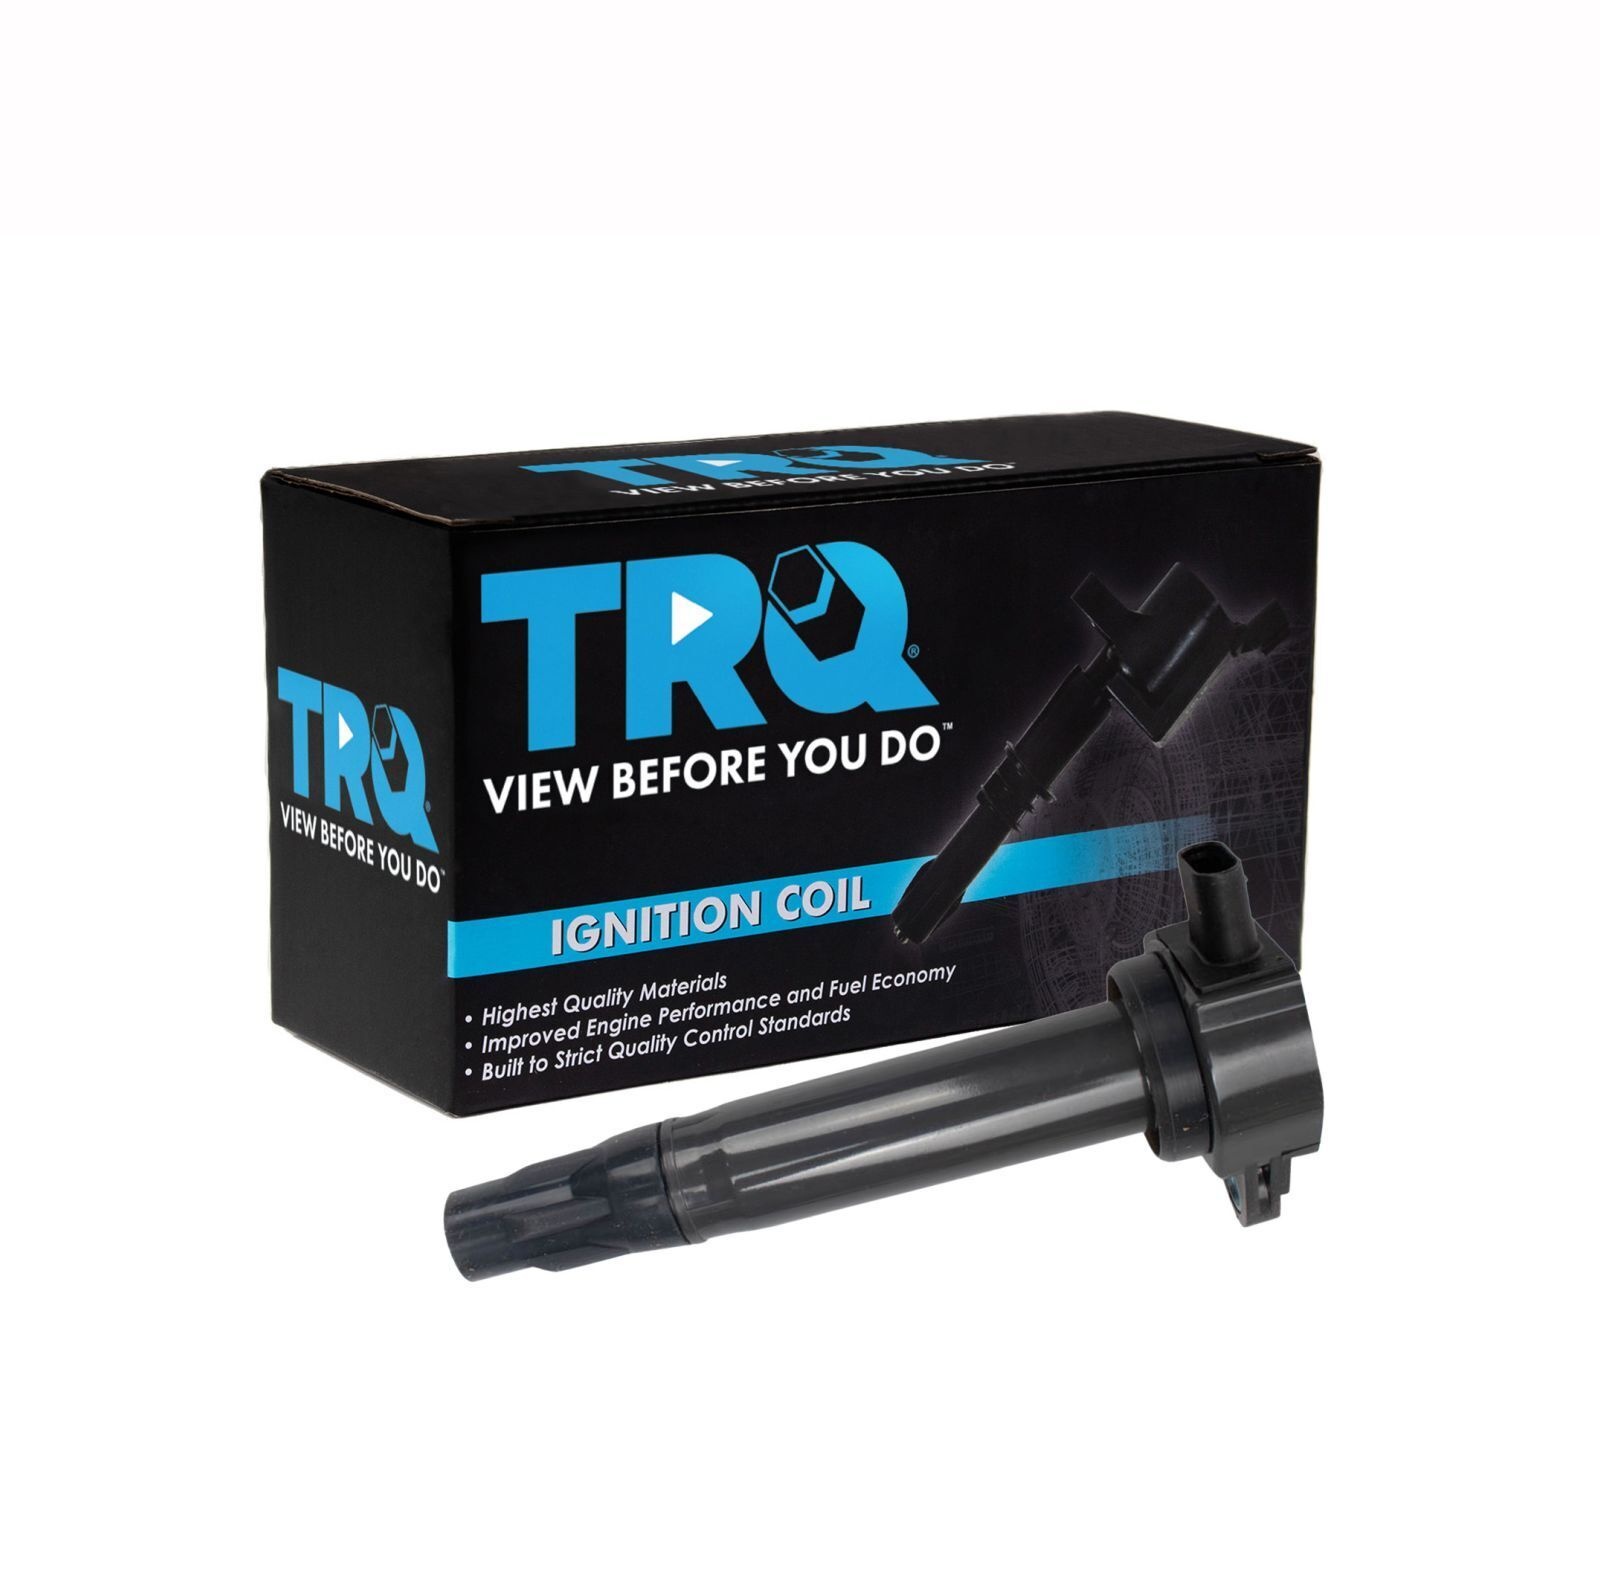 TRQ
VIEW BEFORE YOU DO
TRQ®
VIEW BEFORE YOU DO™
TRQ®
VIEW BEFORE YOU DO™
IGNITION COIL
• Highest Quality Materials
• Improved Engine Performance and Fuel Economy
• Built to Strict Quality Control Standards